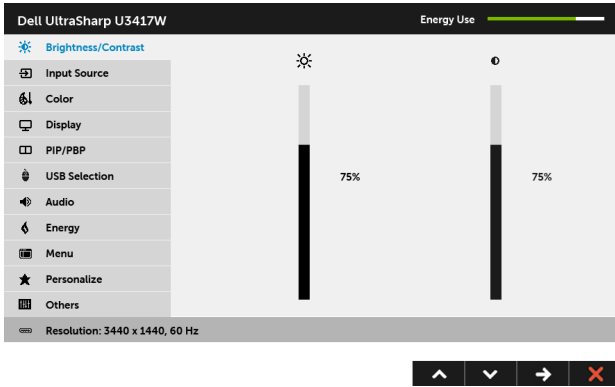 Dell UltraSharp U3417W
Energy Use
Brightness/Contrast
Input Source
Color
Display
PIP/PBP
USB Selection
Audio
Energy
Menu
Personalize
Others
75%
75%
Resolution: 3440 x 1440, 60 Hz